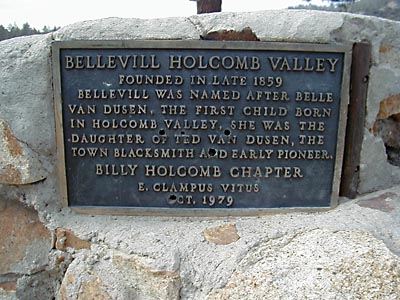 BELLEVILL HOLCOMB VALLEY
FOUNDED IN LATE 1859
BELLEVILL WAS NAMED AFTER BELLE
VAN DUSEN, THE FIRST CHILD BORN
IN HOLCOMB VALLEY. SHE WAS THE
DAUGHTER OF TED VAN DUSEN, THE
TOWN BLACKSMITH AND EARLY PIONEER.
BILLY HOLCOMB CHAPTER
E. CLAMPUS VITUS
OCT. 1979